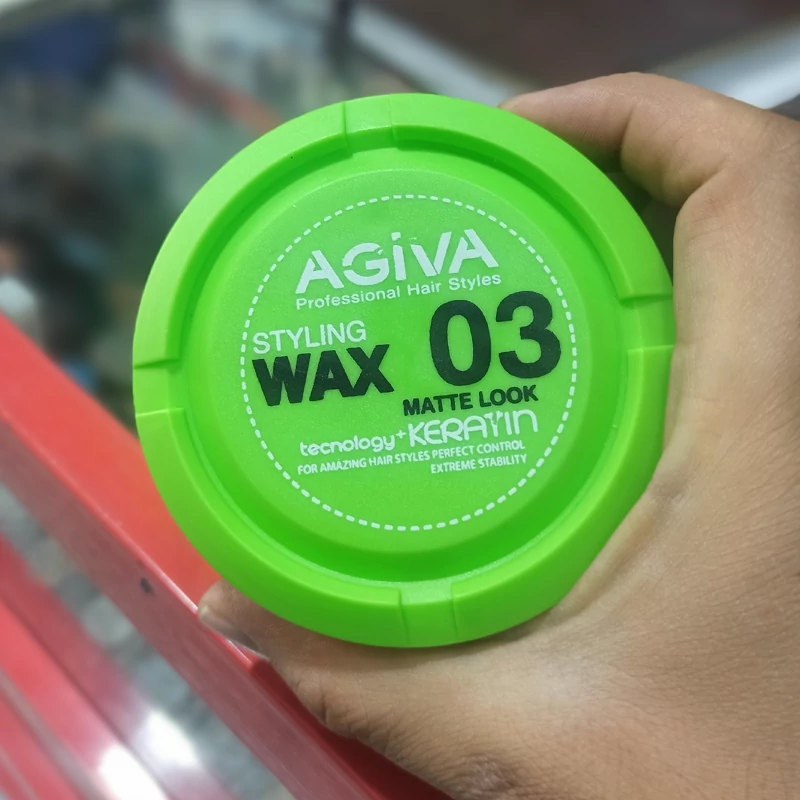 AGiVA
Professional Hair Styles
STYLING
WAX 03
MATTE LOOK
tecnology+KERATIN
FOR AMAZING HAIR STYLES PERFECT CONTROL
EXTREME STABILITY